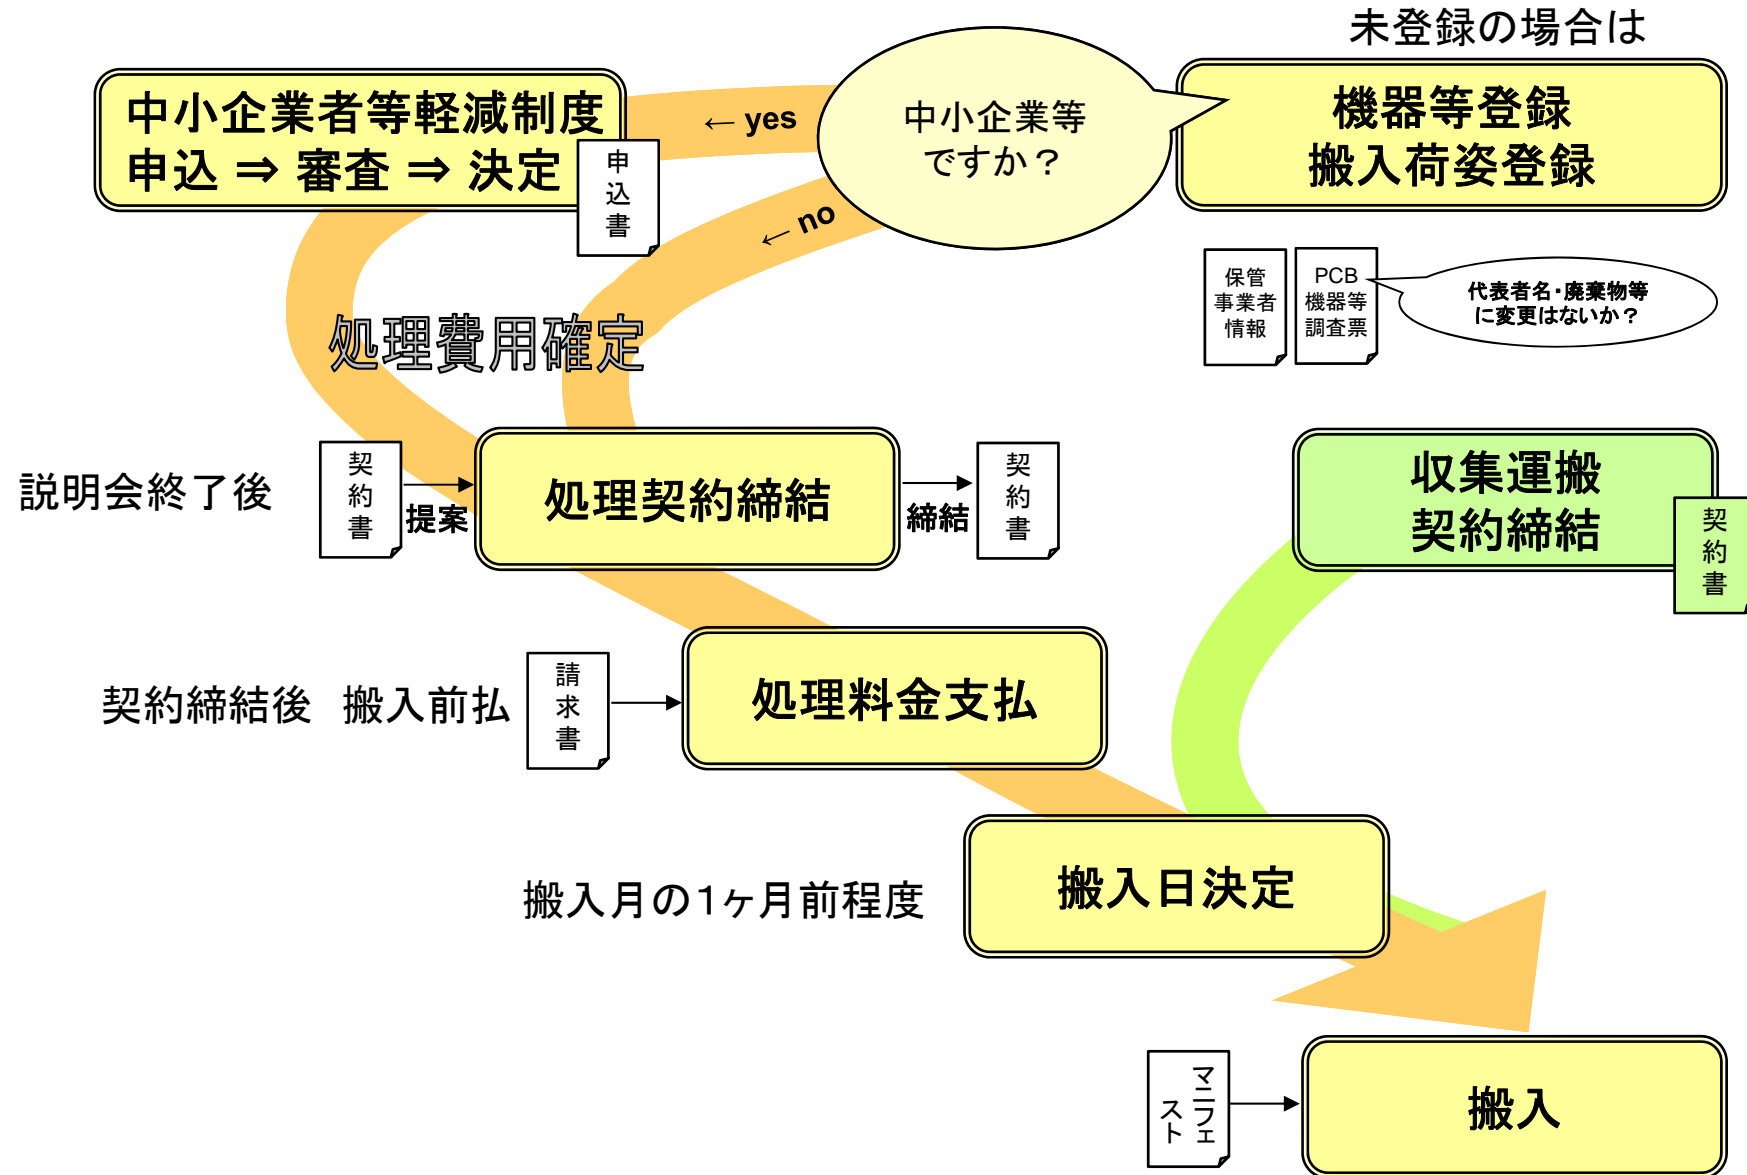 未登録の場合は
中小企業者等軽減制度
申込 ⇒ 審査 ⇒ 決定
申込書
← yes
← no
中小企業等
ですか？
機器等登録
搬入荷姿登録
保管
事業者
情報
PCB
機器等
調査票
代表者名・廃棄物等
に変更はないか？
処理費用確定
説明会終了後
契約書
提案
処理契約締結
締結
契約書
収集運搬
契約締結
契約書
契約締結後　搬入前払
請求書
処理料金支払
搬入月の1ヶ月前程度
搬入日決定
マニフェ
スト
搬入